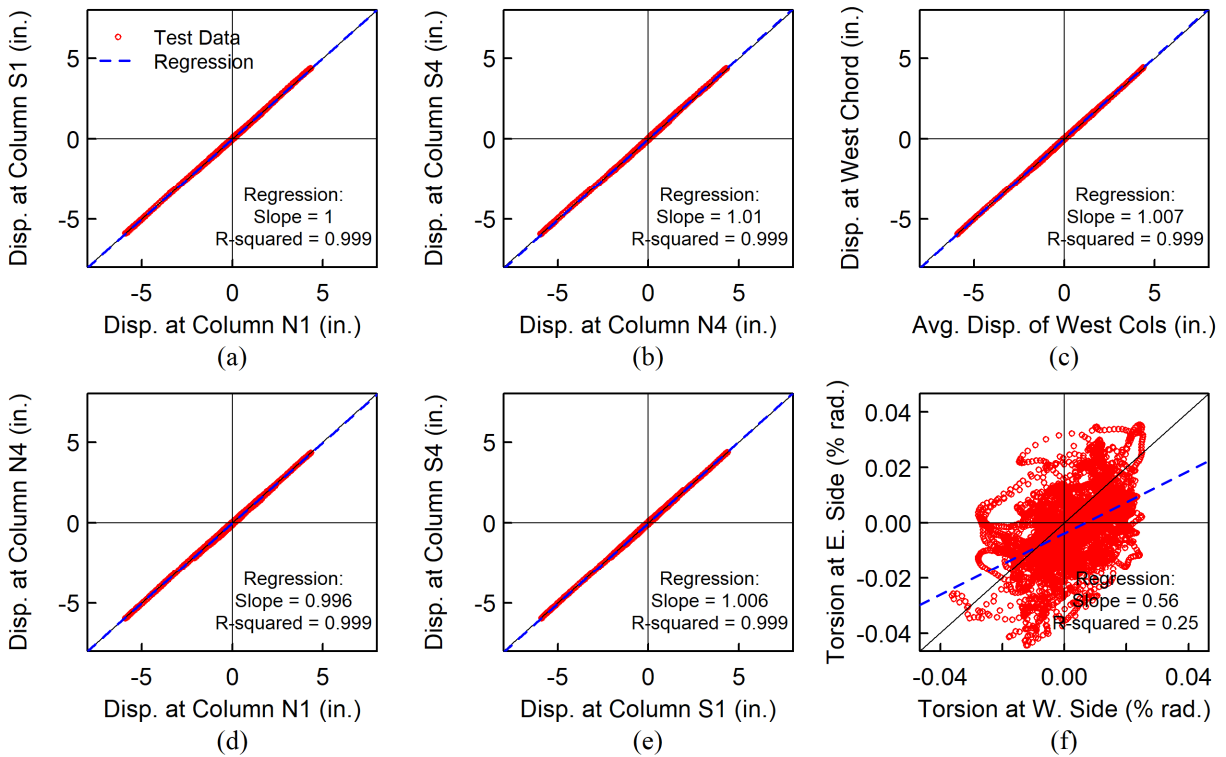 Disp. at Column S1 (in.)
5
0
-5
Test Data
Regression
Regression:
Slope = 1
R-squared = 0.999
-5 0 5
Disp. at Column N1 (in.)
(a)
Disp. at Column S4 (in.)
5
0
-5
Regression:
Slope = 1.01
R-squared = 0.999
-5 0 5
Disp. at Column N4 (in.)
(b)
Disp. at West Chord (in.)
5
0
-5
Regression:
Slope = 1.007
R-squared = 0.999
-5 0 5
Avg. Disp. of West Cols (in.)
(c)
Disp. at Column N4 (in.)
5
0
-5
Regression:
Slope = 0.996
R-squared = 0.999
-5 0 5
Disp. at Column N1 (in.)
(d)
Disp. at Column S4 (in.)
5
0
-5
Regression:
Slope = 1.006
R-squared = 0.999
-5 0 5
Disp. at Column S1 (in.)
(e)
Torsion at E. Side (% rad.)
0.04
0.02
0.00
-0.02
-0.04
Regression:
Slope = 0.56
R-squared = 0.25
-0.04 0.00 0.04
Torsion at W. Side (% rad.)
(f)